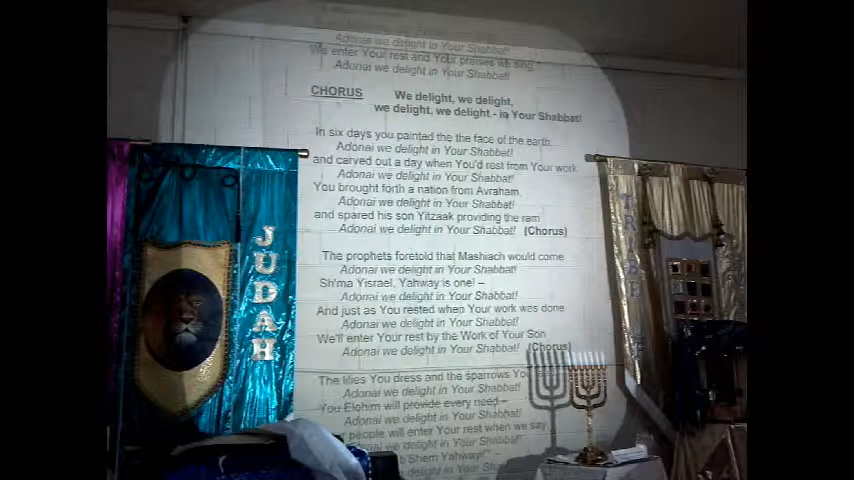 Adonai we delight in Your Shabbat!
We enter Your rest and Your praises we sing,
Adonai we delight in Your Shabbat!
CHORUS We delight, we delight,
we delight, we delight - in Your Shabbat!
In six days you painted the the face of the earth
Adonai we delight in Your Shabbat!
and carved out a day when You'd rest from Your work
Adonai we delight in Your Shabbat!
You brought forth a nation from Avraham,
Adonai we delight in Your Shabbat!
and spared his son Yitzaak providing the ram
Adonai we delight in Your Shabbat! (Chorus)
The prophets foretold that Mashiach would come
Adonai we delight in Your Shabbat!
Sh'ma Yisrael, Yahway is one! –
Adonai we delight in Your Shabbat!
And just as You rested when Your work was done
Adonai we delight in Your Shabbat!
We'll enter Your rest by the Work of Your Son
Adonai we delight in Your Shabbat! (Chorus)
The lilies You dress and the sparrows You
Adonai we delight in Your Shabbat!
You Elohim will provide every need –
Adonai we delight in Your Shabbat!
people will enter Your rest when we say
Adonai we delight in Your Shabbat!
b'Shem Yahway!"
we delight in Your Shabbat!
JUDAH
TRIBE